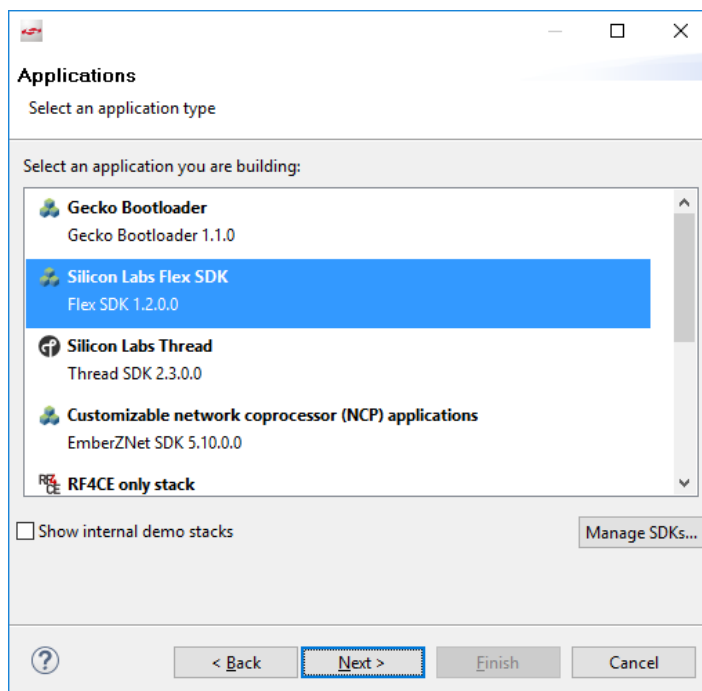 Applications
Select an application type
Select an application you are building:
Gecko Bootloader
Gecko Bootloader 1.1.0
Silicon Labs Flex SDK
Flex SDK 1.2.0.0
Silicon Labs Thread
Thread SDK 2.3.0.0
Customizable network coprocessor (NCP) applications
EmberZNet SDK 5.10.0.0
RF4CE only stack
Show internal demo stacks
Manage SDKs...
? < Back Next > Finish Cancel